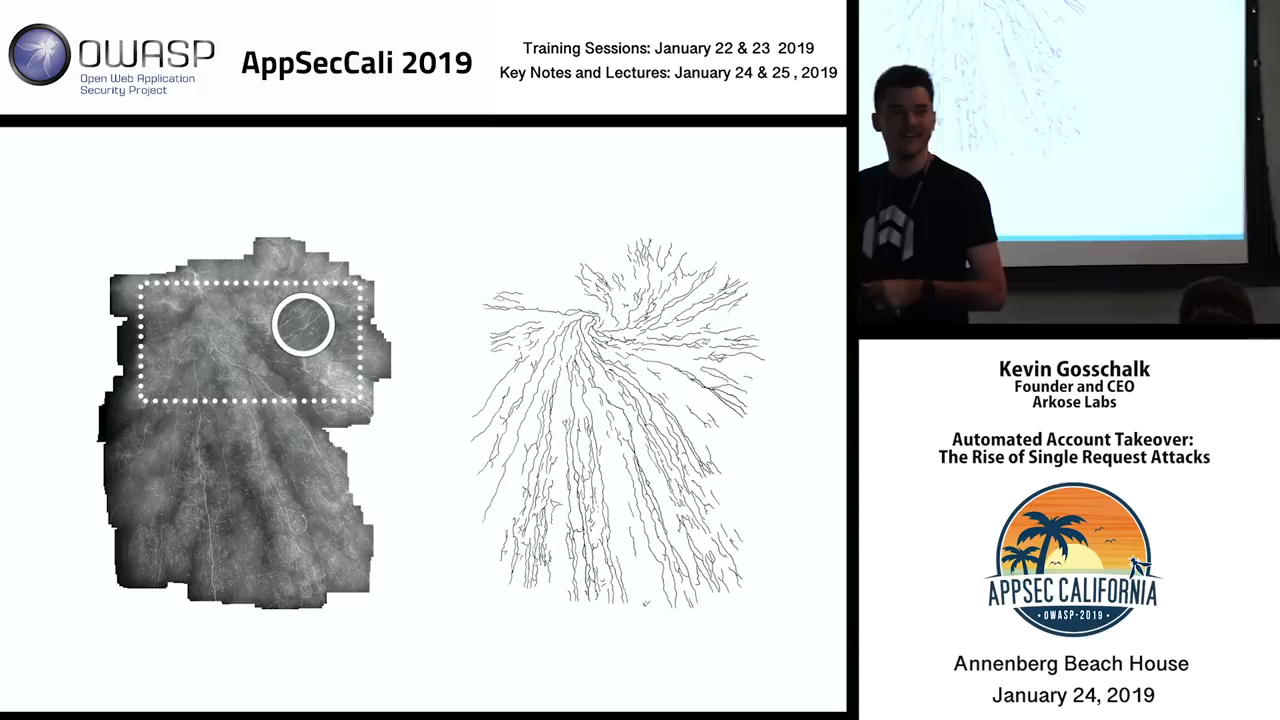 OWASP
Open Web Application
Security Project
AppSecCali 2019
Training Sessions: January 22 & 23 2019
Key Notes and Lectures: January 24 & 25, 2019
Kevin Gosschalk
Founder and CEO
Arkose Labs
Automated Account Takeover:
The Rise of Single Request Attacks
APPSEC CALIFORNIA
• OWASP-2019 •
Annenberg Beach House
January 24, 2019